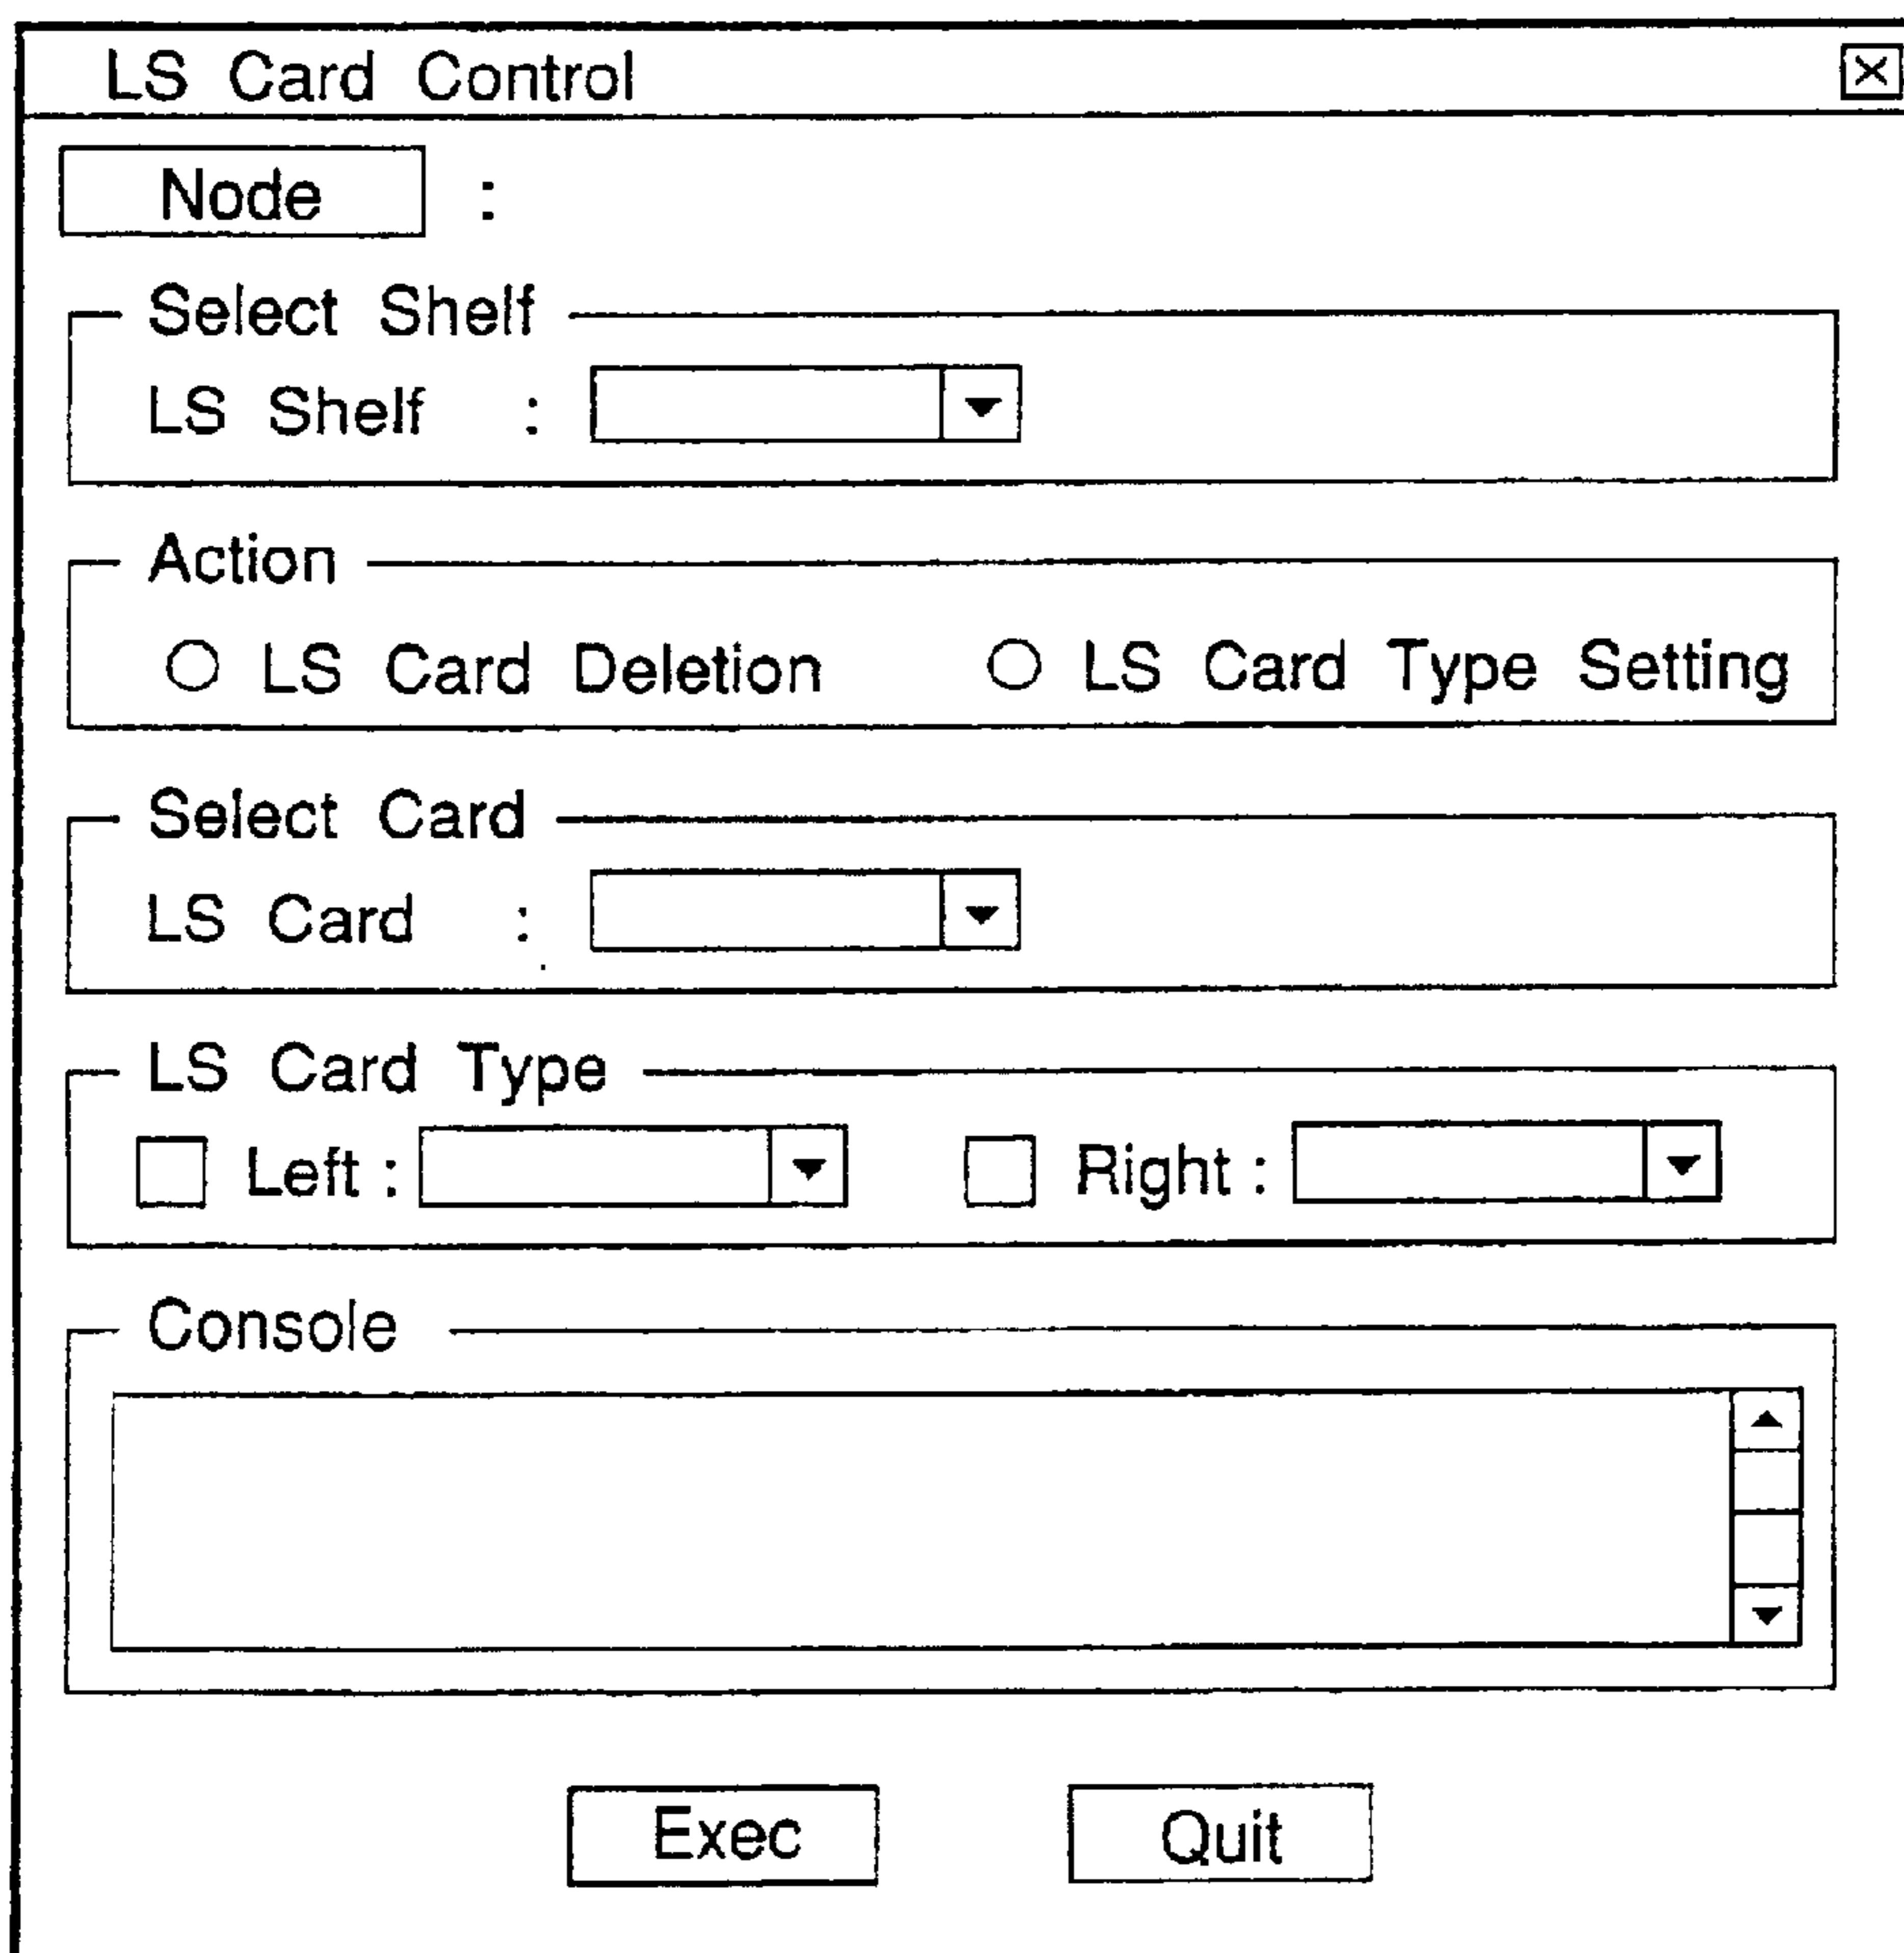 LS Card Control
Node :
Select Shelf
LS Shelf :
Action
LS Card Deletion LS Card Type Setting
Select Card
LS Card :
LS Card Type
Left : Right :
Console
Exec Quit